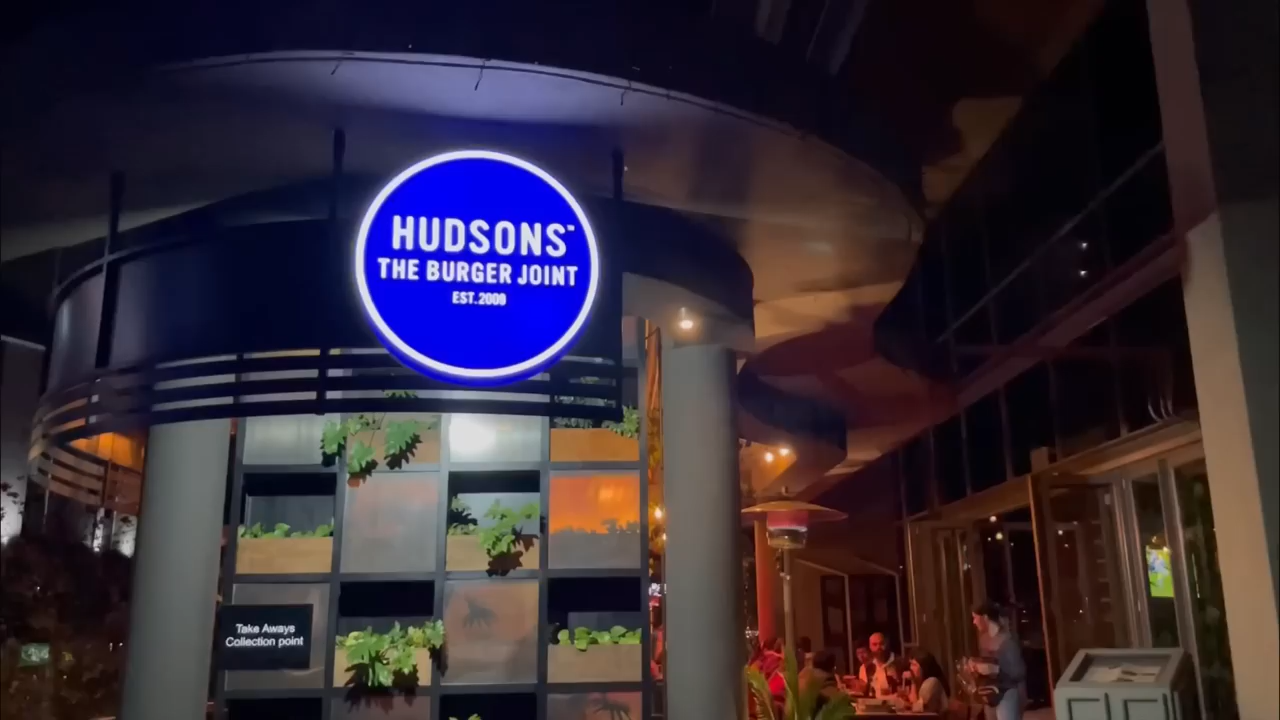 HUDSONS™
THE BURGER JOINT
EST.2009
Take Aways
Collection point